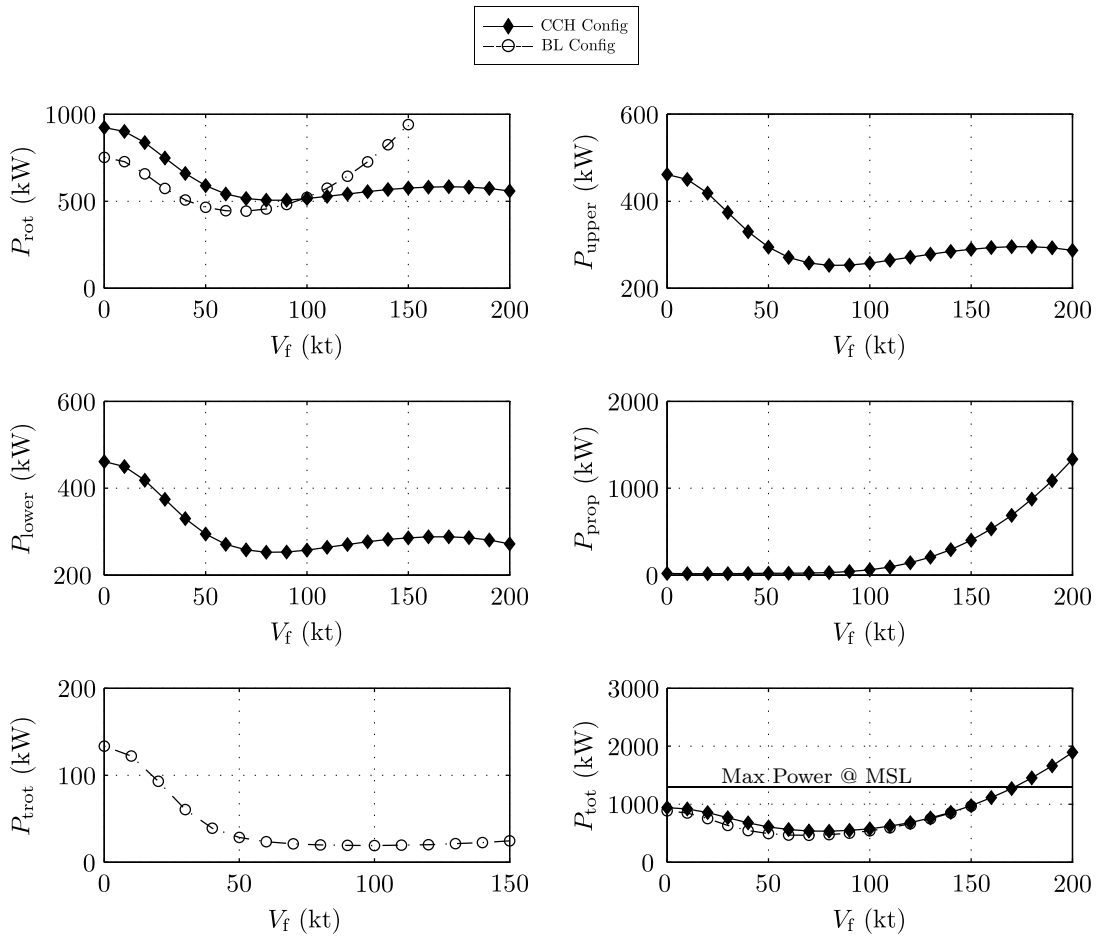 CCH Config
BL Config
1000
500
0
P_rot (kW)
0 50 100 150 200
V_f (kt)
600
400
200
P_upper (kW)
0 50 100 150 200
V_f (kt)
600
400
200
P_lower (kW)
0 50 100 150 200
V_f (kt)
2000
1000
0
P_prop (kW)
0 50 100 150 200
V_f (kt)
200
100
0
P_trot (kW)
0 50 100 150
V_f (kt)
3000
2000
1000
0
P_tot (kW)
Max Power @ MSL
0 50 100 150 200
V_f (kt)